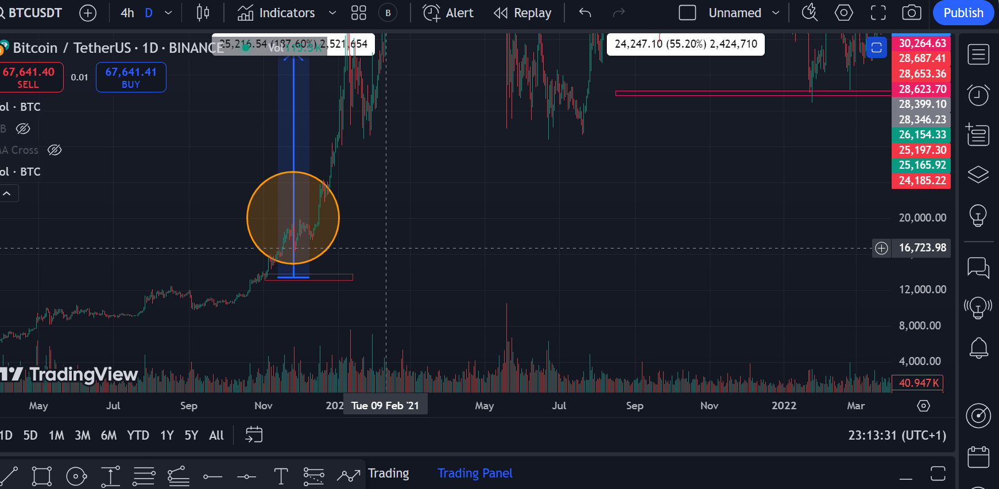 BTCUSDT 4h D Indicators B Alert Replay Unnamed Publish
Bitcoin / TetherUS · 1D · BINANCE Vol 115.5K
25,216.54 (187.60%) 2,521,654
24,247.10 (55.20%) 2,424,710
67,641.40
SELL
0.01
67,641.41
BUY
ol · BTC
B
MA Cross
ol · BTC
30,264.63
28,687.41
28,653.36
28,623.70
28,399.10
28,346.23
26,154.33
25,197.30
25,165.92
24,185.22
20,000.00
16,723.98
12,000.00
8,000.00
4,000.00
40.947K
TradingView
May Jul Sep Nov 202 Tue 09 Feb '21 May Jul Sep Nov 2022 Mar
1D 5D 1M 3M 6M YTD 1Y 5Y All 23:13:31 (UTC+1)
Trading Trading Panel